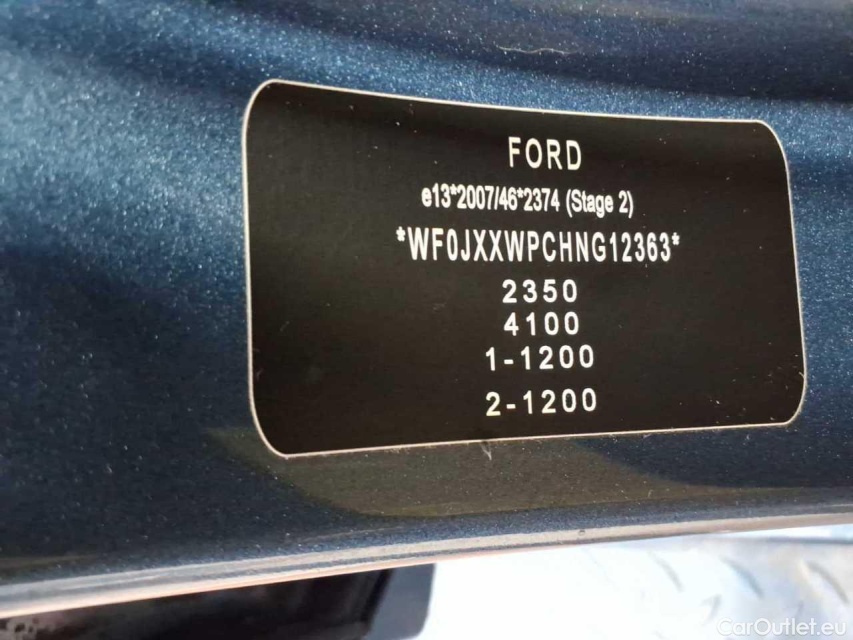 FORD
e13*2007/46*2374 (Stage 2)
*WF0JXXWPCHNG12363*
2350
4100
1-1200
2-1200
CarOutlet.eu